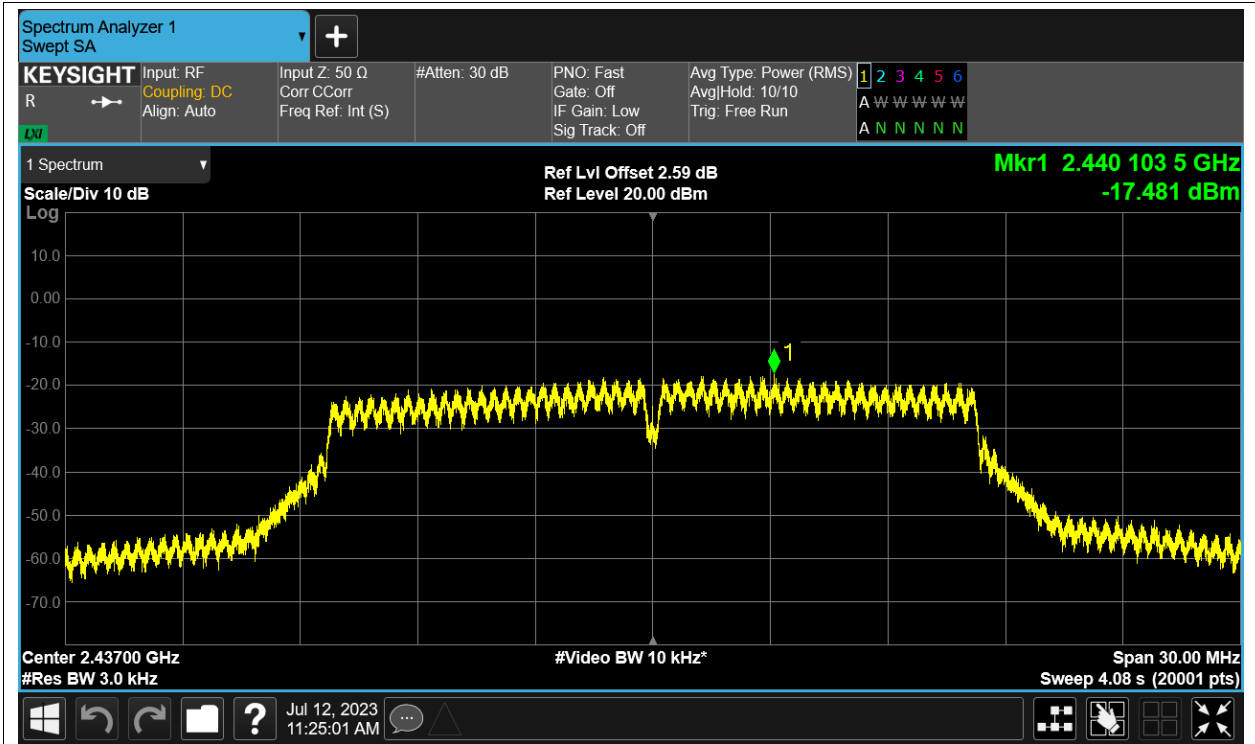 Spectrum Analyzer 1
Swept SA
KEYSIGHT
R
LXI
Input: RF
Coupling: DC
Align: Auto
Input Z: 50 Ω
Corr CCorr
Freq Ref: Int (S)
#Atten: 30 dB
PNO: Fast
Gate: Off
IF Gain: Low
Sig Track: Off
Avg Type: Power (RMS)
Avg|Hold: 10/10
Trig: Free Run
1 2 3 4 5 6
A W W W W W
A N N N N N
1 Spectrum
Scale/Div 10 dB
Ref Lvl Offset 2.59 dB
Ref Level 20.00 dBm
Mkr1 2.440 103 5 GHz
-17.481 dBm
Log
10.0
0.00
-10.0
-20.0
-30.0
-40.0
-50.0
-60.0
-70.0
1
Center 2.43700 GHz
#Res BW 3.0 kHz
#Video BW 10 kHz*
Span 30.00 MHz
Sweep 4.08 s (20001 pts)
?
Jul 12, 2023
11:25:01 AM